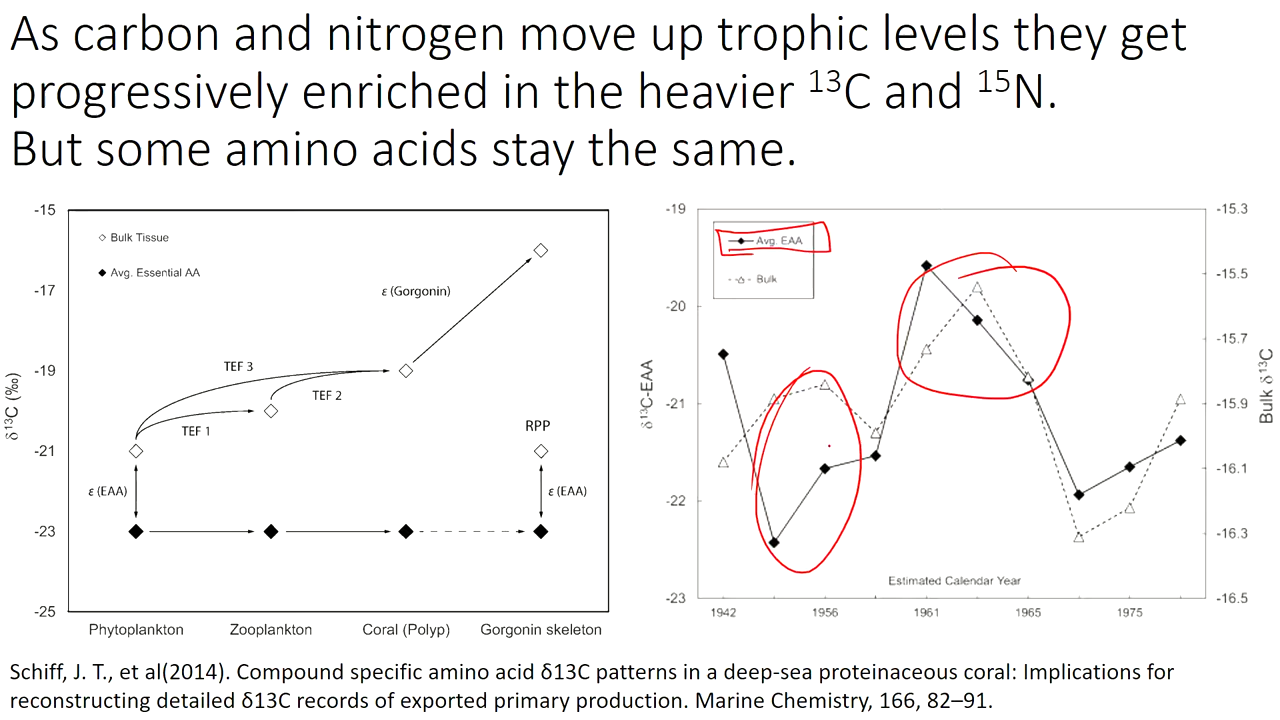 As carbon and nitrogen move up trophic levels they get
progressively enriched in the heavier ¹³C and ¹⁵N.
But some amino acids stay the same.
-15
-17
-19
-21
-23
-25
δ¹³C (‰)
Bulk Tissue
Avg. Essential AA
ε (Gorgonin)
TEF 3
TEF 2
TEF 1
RPP
ε (EAA)
ε (EAA)
Phytoplankton
Zooplankton
Coral (Polyp)
Gorgonin skeleton
-19
-20
-21
-22
-23
δ¹³C-EAA
Avg. EAA
Bulk
-15.3
-15.5
-15.7
-15.9
-16.1
-16.3
-16.5
Bulk δ¹³C
Estimated Calendar Year
1942
1956
1961
1965
1975
Schiff, J. T., et al(2014). Compound specific amino acid δ13C patterns in a deep-sea proteinaceous coral: Implications for
reconstructing detailed δ13C records of exported primary production. Marine Chemistry, 166, 82–91.